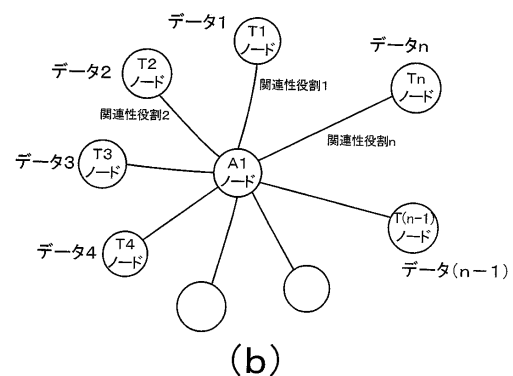 データ1
T1
ノード
データn
Tn
ノード
データ2
T2
ノード
関連性役割1
関連性役割2
関連性役割n
データ3
T3
ノード
A1
ノード
データ4
T4
ノード
T(n−1)
ノード
データ(n−1)
(b)